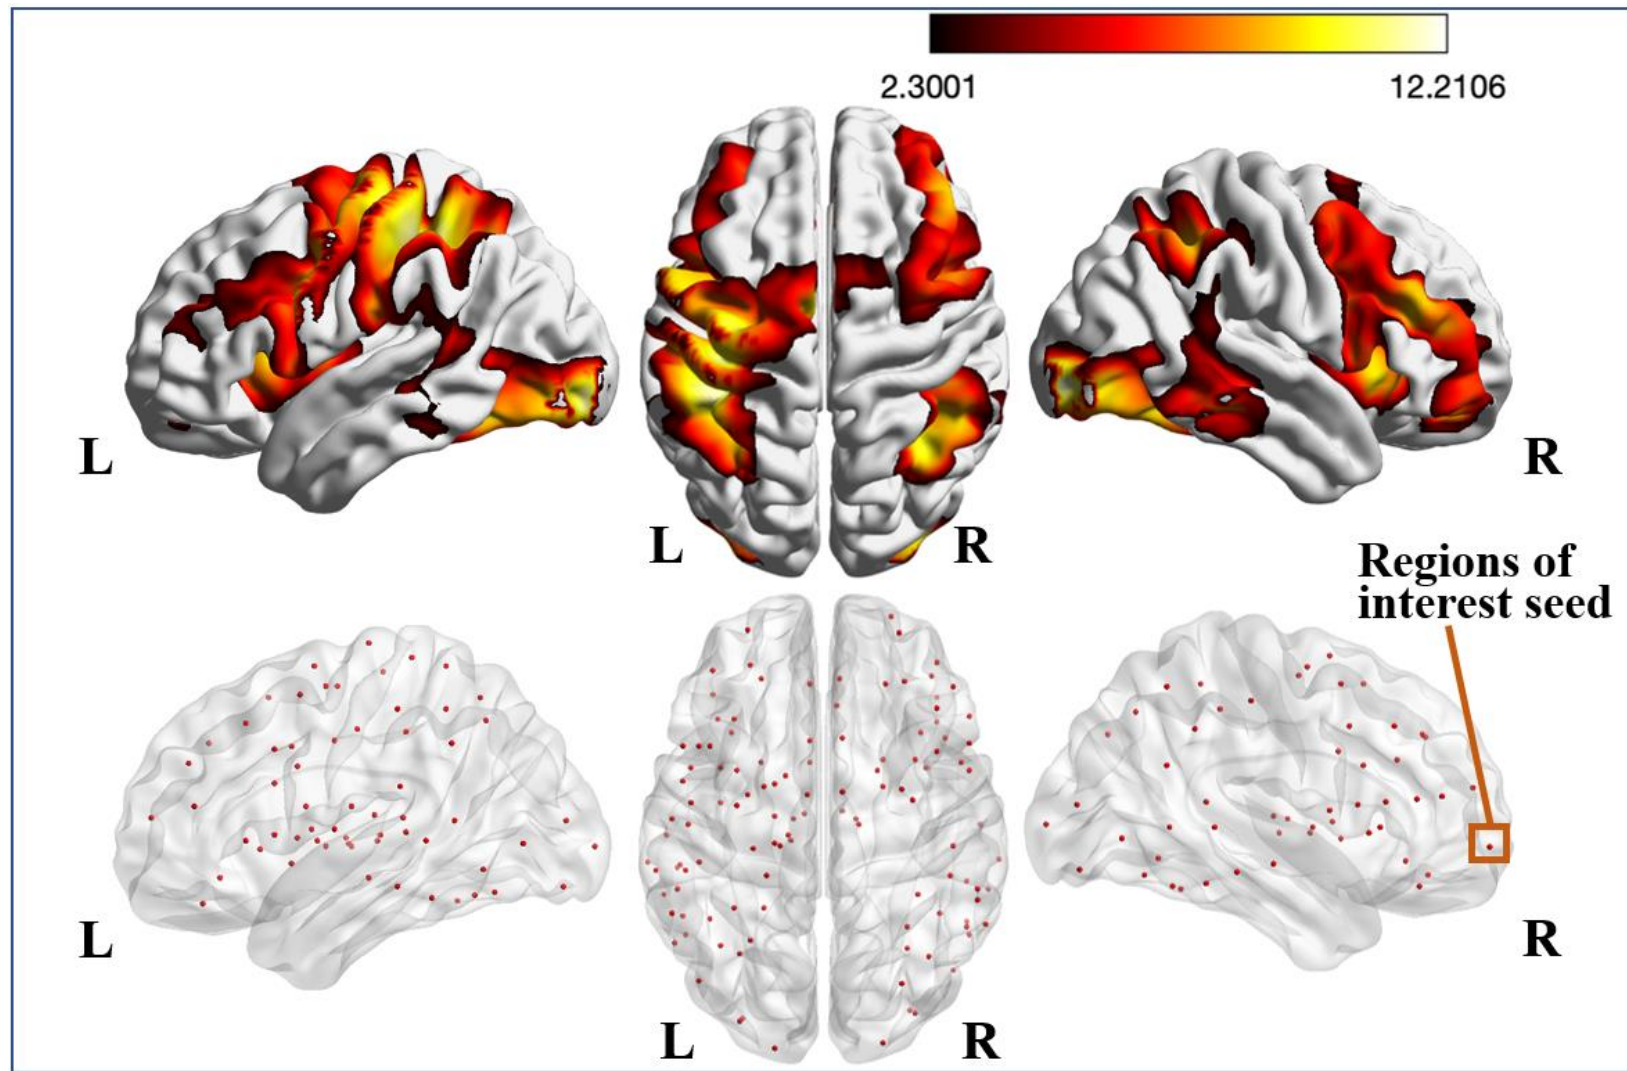 2.3001 12.2106
L
R
L R
Regions of
interest seed
L
R
L R